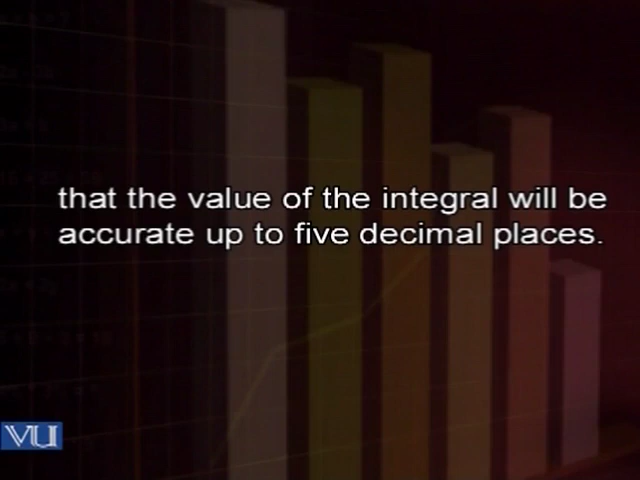 that the value of the integral will be
accurate up to five decimal places.
VU